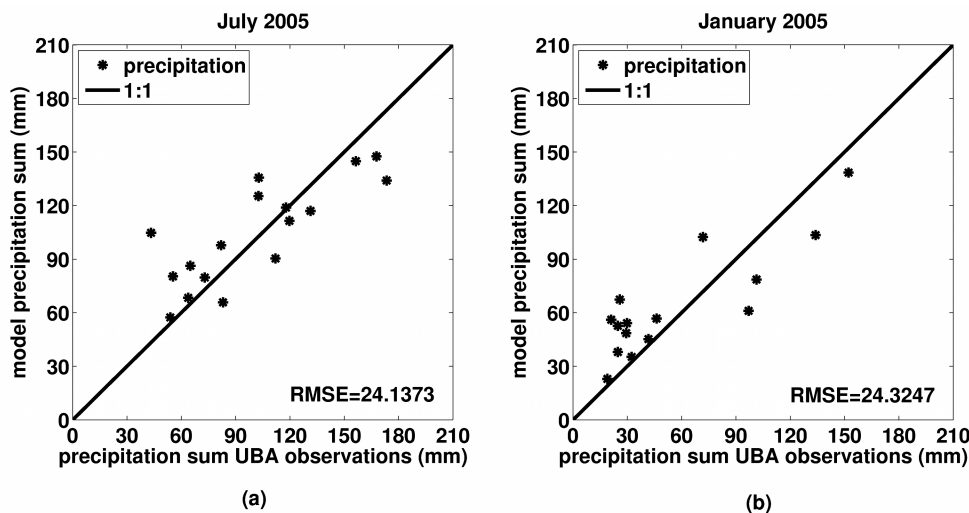 July 2005
210
180
150
120
90
60
30
0
model precipitation sum (mm)
precipitation
1:1
RMSE=24.1373
0 30 60 90 120 150 180 210
precipitation sum UBA observations (mm)
(a)
January 2005
210
180
150
120
90
60
30
0
model precipitation sum (mm)
precipitation
1:1
RMSE=24.3247
0 30 60 90 120 150 180 210
precipitation sum UBA observations (mm)
(b)